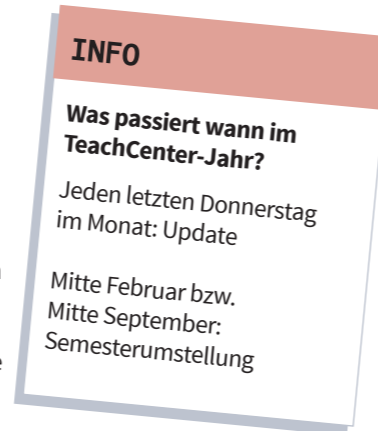 INFO
Was passiert wann im
TeachCenter-Jahr?
Jeden letzten Donnerstag
im Monat: Update
Mitte Februar bzw.
Mitte September:
Semesterumstellung